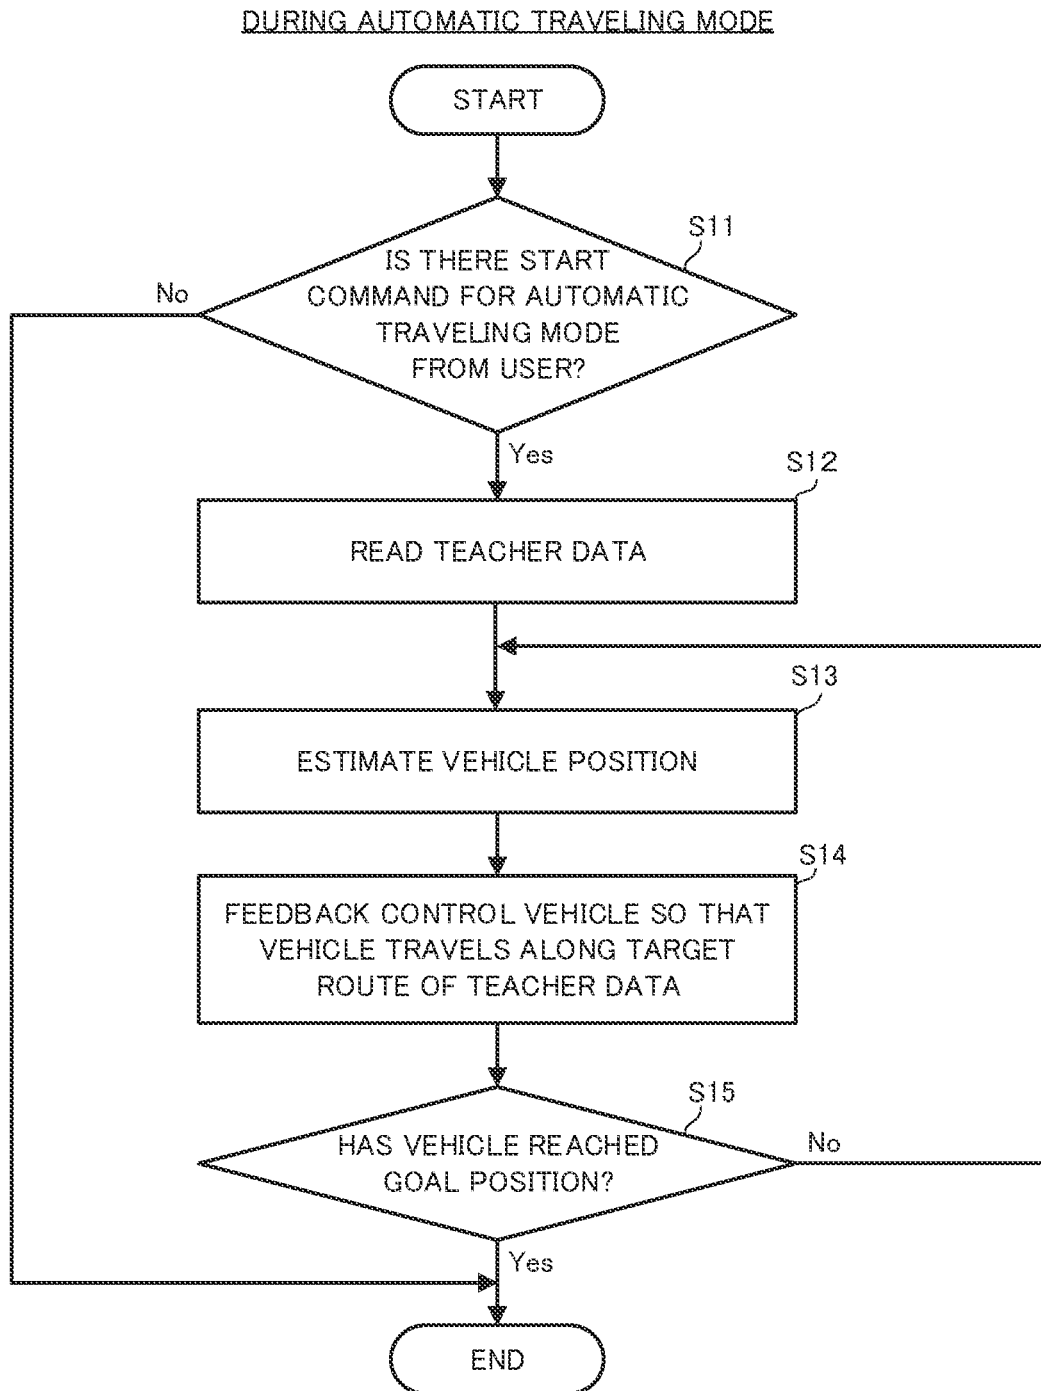 DURING AUTOMATIC TRAVELING MODE
START
S11
IS THERE START
COMMAND FOR AUTOMATIC
TRAVELING MODE
FROM USER?
No
Yes
S12
READ TEACHER DATA
S13
ESTIMATE VEHICLE POSITION
S14
FEEDBACK CONTROL VEHICLE SO THAT
VEHICLE TRAVELS ALONG TARGET
ROUTE OF TEACHER DATA
S15
HAS VEHICLE REACHED
GOAL POSITION?
No
Yes
END